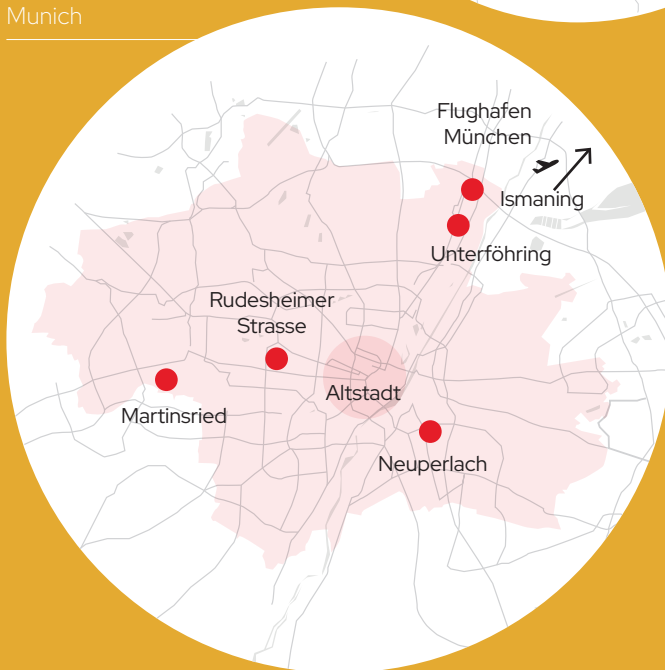 Munich
Flughafen
München
Ismaning
Unterföhring
Rudesheimer
Strasse
Altstadt
Martinsried
Neuperlach